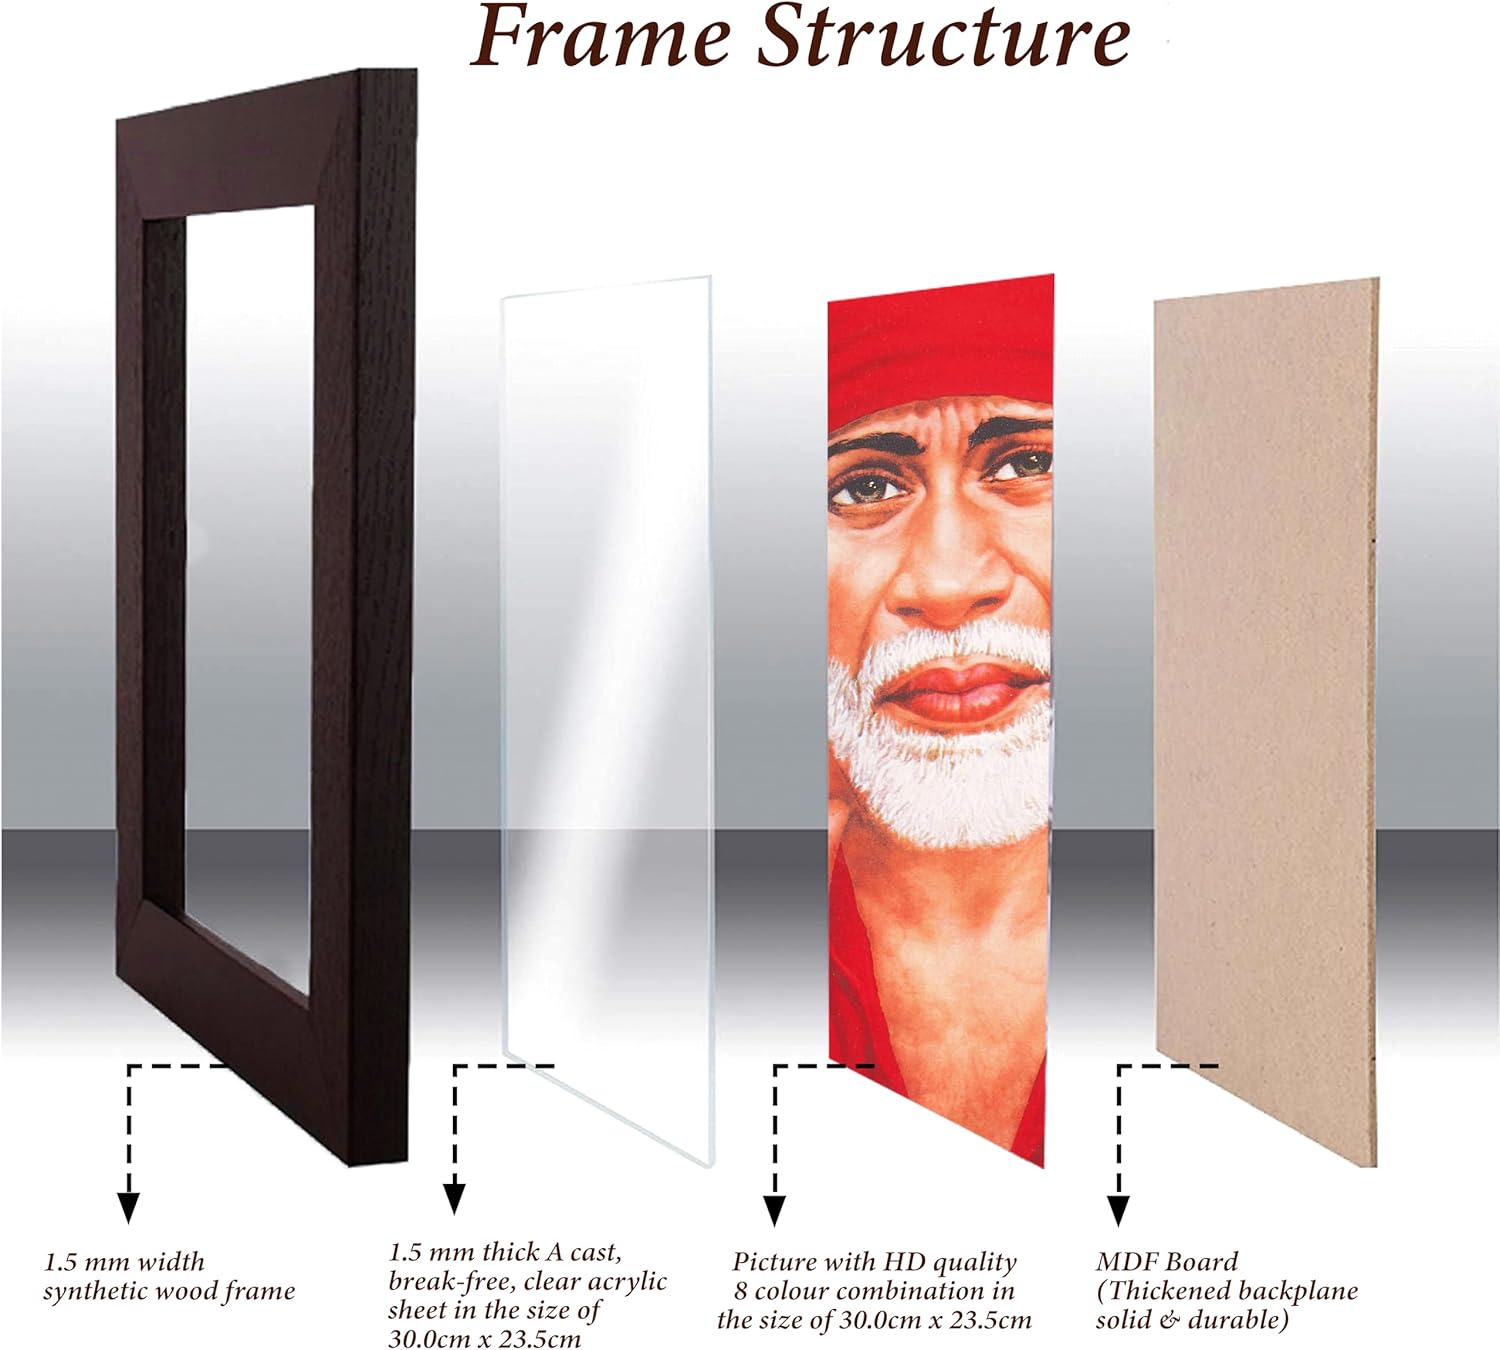 Frame Structure
1.5 mm width
synthetic wood frame
1.5 mm thick A cast,
break-free, clear acrylic
sheet in the size of
30.0cm x 23.5cm
Picture with HD quality
8 colour combination in
the size of 30.0cm x 23.5cm
MDF Board
(Thickened backplane
solid & durable)